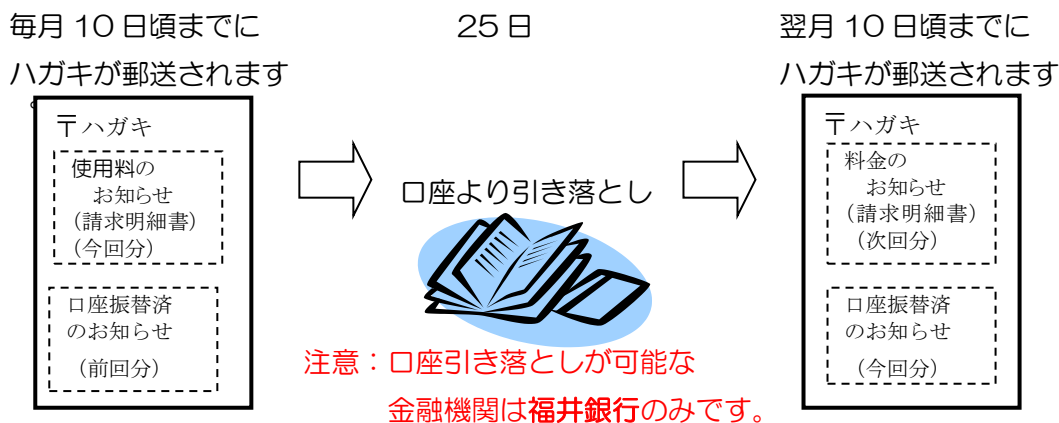 毎月10日頃までに
ハガキが郵送されます
。
〒ハガキ
使用料の
お知らせ
(請求明細書)
(今回分)
口座振替済
のお知らせ
(前回分)
25日
口座より引き落とし
注意：口座引き落としが可能な
金融機関は福井銀行のみです。
翌月10日頃までに
ハガキが郵送されます
〒ハガキ
料金の
お知らせ
(請求明細書)
(次回分)
口座振替済
のお知らせ
(今回分)